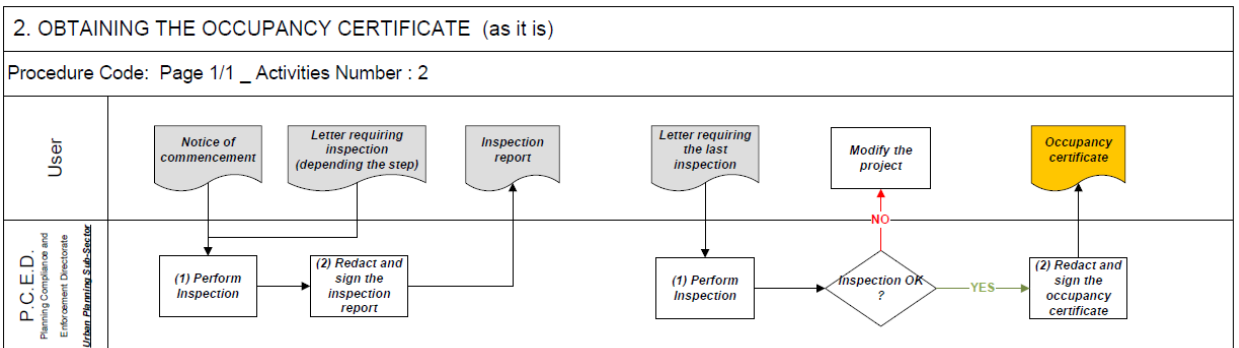 2. OBTAINING THE OCCUPANCY CERTIFICATE (as it is)
Procedure Code: Page 1/1 _ Activities Number : 2
User
Notice of
commencement
Letter requiring
inspection
(depending the step)
Inspection
report
Letter requiring
the last
inspection
Modify the
project
Occupancy
certificate
P.C.E.D.
Planning Compliance and
Enforcement Directorate
Urban Planning Sub-Sector
(1) Perform
Inspection
(2) Redact and
sign the
inspection
report
(1) Perform
Inspection
Inspection OK
?
NO
YES
(2) Redact and
sign the
occupancy
certificate